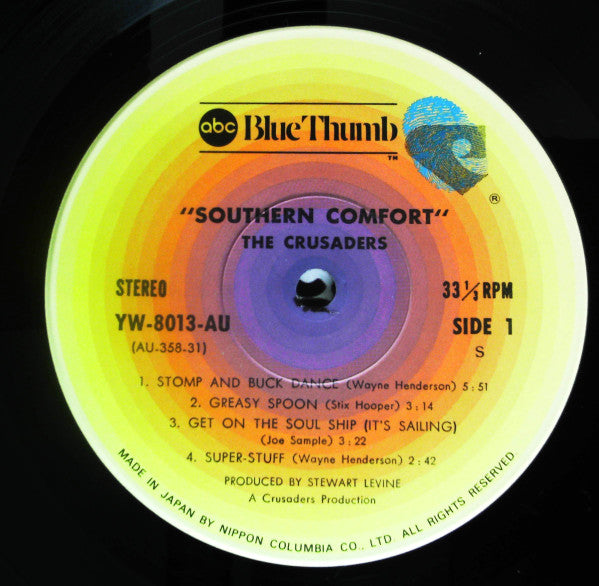 abc Blue Thumb
TM
®
"SOUTHERN COMFORT"
THE CRUSADERS
STEREO 33 1/3 RPM
YW-8013-AU SIDE 1
(AU-358-31) S
1. STOMP AND BUCK DANCE (Wayne Henderson) 5:51
2. GREASY SPOON (Stix Hooper) 3:14
3. GET ON THE SOUL SHIP (IT'S SAILING)
(Joe Sample) 3:22
4. SUPER-STUFF (Wayne Henderson) 2:42
PRODUCED BY STEWART LEVINE
A Crusaders Production
MADE IN JAPAN BY NIPPON COLUMBIA CO., LTD. ALL RIGHTS RESERVED